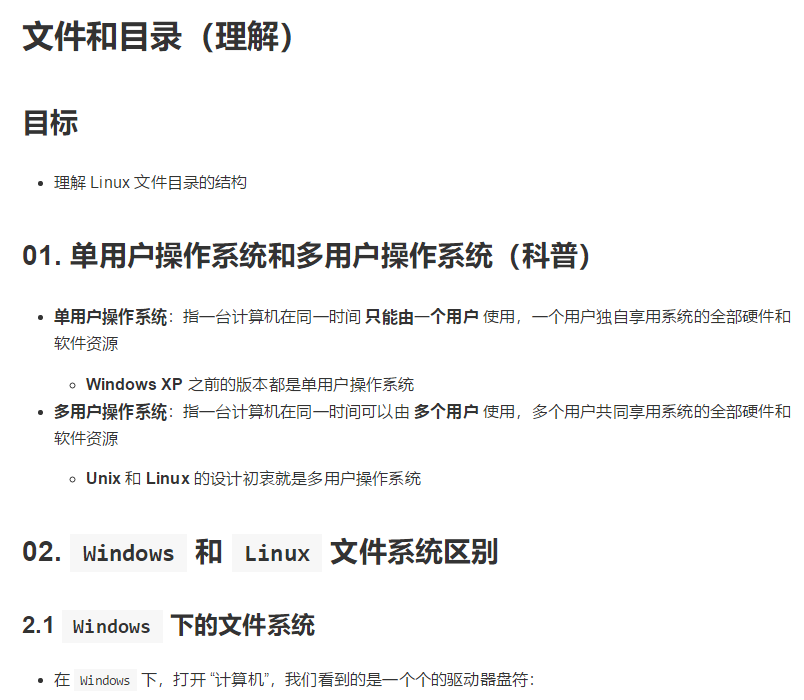 文件和目录（理解）
目标
理解 Linux 文件目录的结构
01. 单用户操作系统和多用户操作系统（科普）
单用户操作系统：指一台计算机在同一时间 只能由一个用户 使用，一个用户独自享用系统的全部硬件和
软件资源
Windows XP 之前的版本都是单用户操作系统
多用户操作系统：指一台计算机在同一时间可以由 多个用户 使用，多个用户共同享用系统的全部硬件和
软件资源
Unix 和 Linux 的设计初衷就是多用户操作系统
02. Windows 和 Linux 文件系统区别
2.1 Windows 下的文件系统
在 Windows 下，打开 “计算机”，我们看到的是一个个的驱动器盘符：